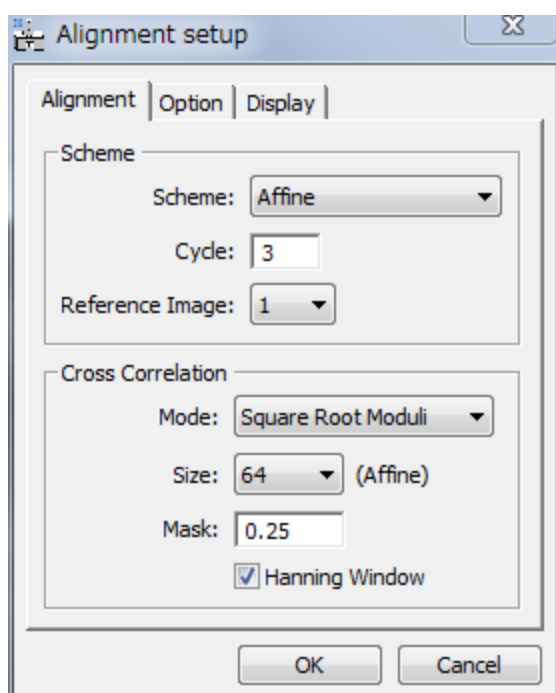 Alignment setup
Alignment Option Display
Scheme
Scheme: Affine
Cycle: 3
Reference Image: 1
Cross Correlation
Mode: Square Root Moduli
Size: 64 (Affine)
Mask: 0.25
Hanning Window
OK Cancel